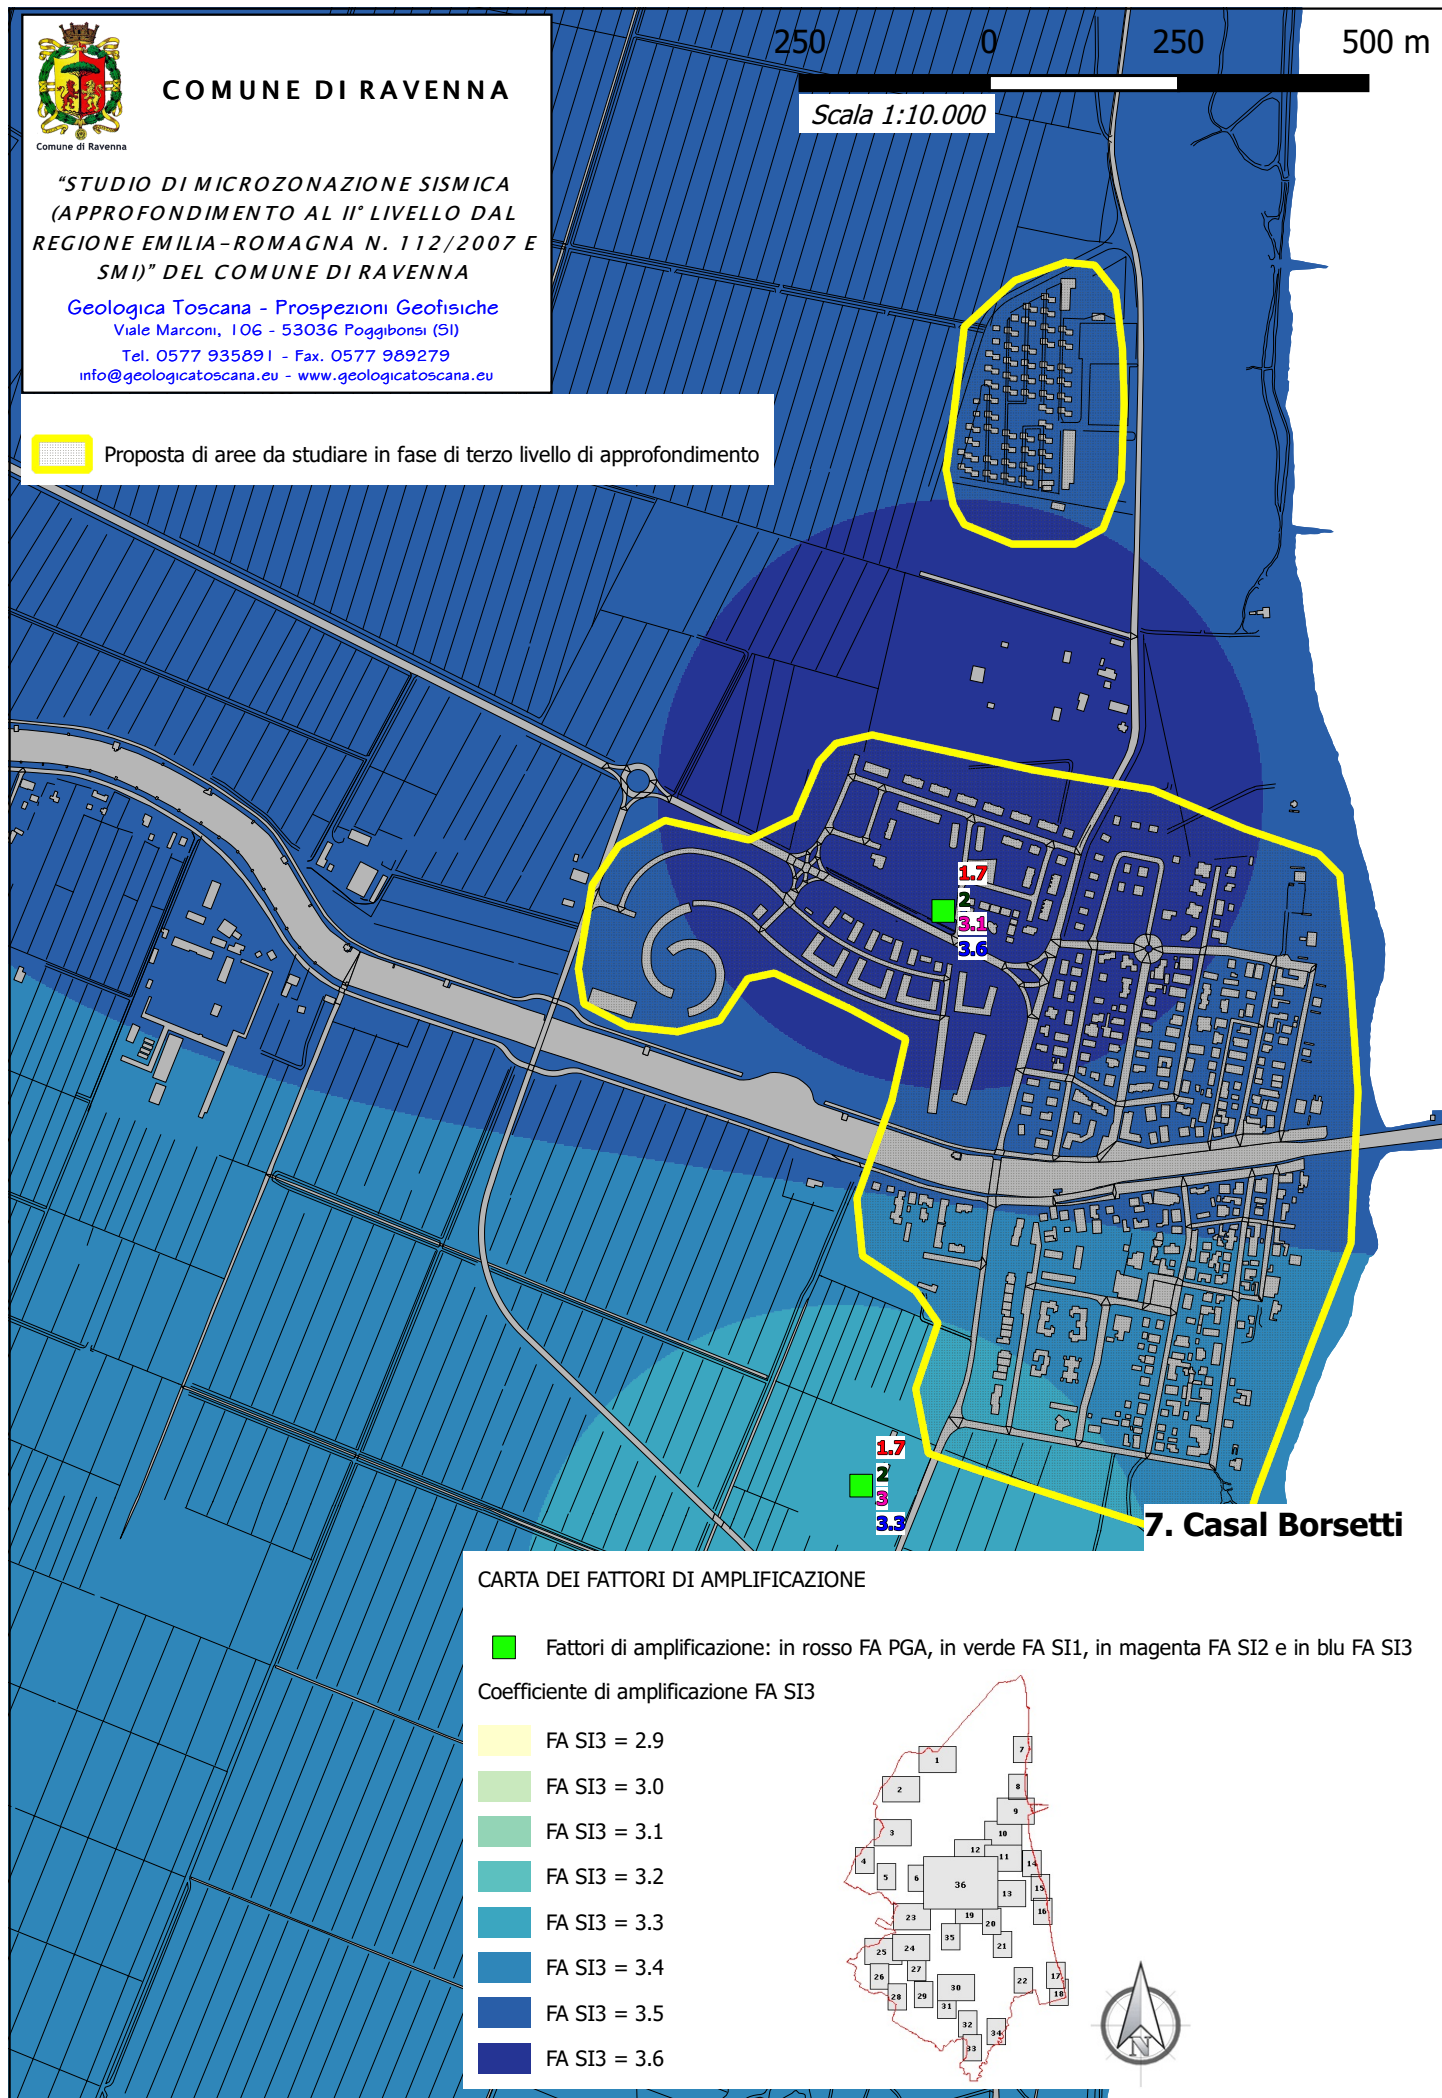 COMUNE DI RAVENNA
Comune di Ravenna
"STUDIO DI MICROZONAZIONE SISMICA
(APPROFONDIMENTO AL II° LIVELLO DAL
REGIONE EMILIA-ROMAGNA N. 112/2007 E
SMI)" DEL COMUNE DI RAVENNA
Geologica Toscana - Prospezioni Geofisiche
Viale Marconi, 106 - 53036 Poggibonsi (SI)
Tel. 0577 935891 - Fax. 0577 989279
info@geologicatoscana.eu - www.geologicatoscana.eu
Proposta di aree da studiare in fase di terzo livello di approfondimento
250 0 250 500 m
Scala 1:10.000
1.7
2
3.1
3.6
1.7
2
3
3.3
7. Casal Borsetti
CARTA DEI FATTORI DI AMPLIFICAZIONE
Fattori di amplificazione: in rosso FA PGA, in verde FA SI1, in magenta FA SI2 e in blu FA SI3
Coefficiente di amplificazione FA SI3
FA SI3 = 2.9
FA SI3 = 3.0
FA SI3 = 3.1
FA SI3 = 3.2
FA SI3 = 3.3
FA SI3 = 3.4
FA SI3 = 3.5
FA SI3 = 3.6
7
1
8
2
9
3
10
12
11
4
14
5
6
36
13
15
16
23
19
20
35
21
25
24
27
26
22
17
28
29
30
18
31
32
34
33
N